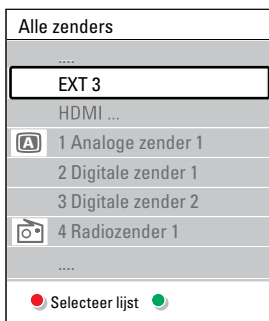 Alle zenders
....
EXT 3
HDMI ...
A 1 Analoge zender 1
2 Digitale zender 1
3 Digitale zender 2
4 Radiozender 1
....
Selecteer lijst